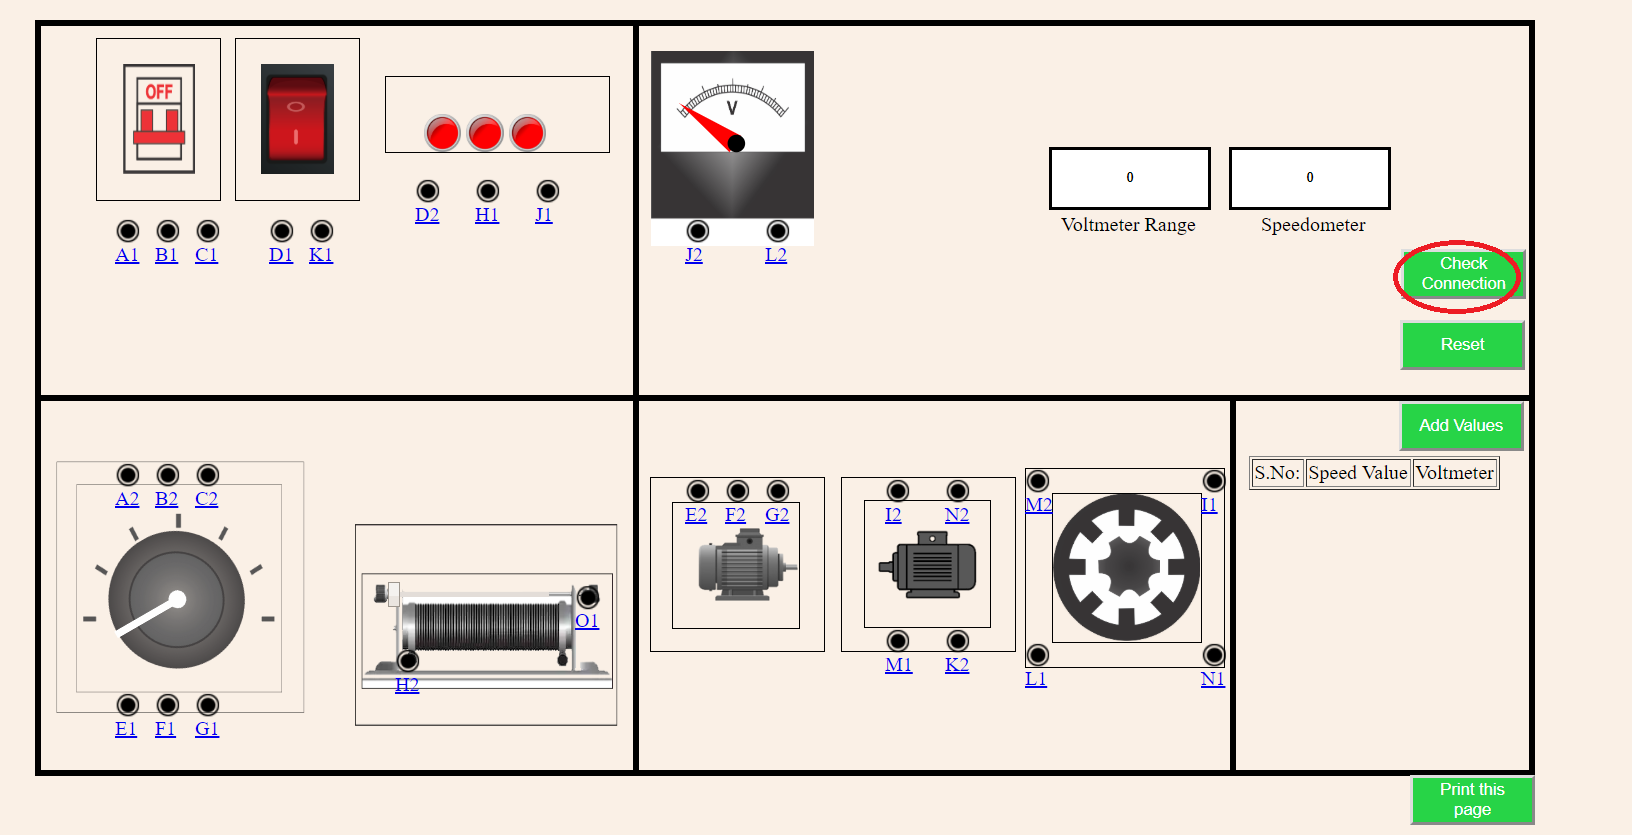 OFF
A1 B1 C1
D1 K1
D2 H1 J1
V
J2 L2
0
Voltmeter Range
0
Speedometer
Check
Connection
Reset
A2 B2 C2
E1 F1 G1
O1
H2
E2 F2 G2
I2 N2
M1 K2
M2 I1
L1 N1
Add Values
S.No: Speed Value Voltmeter
Print this
page